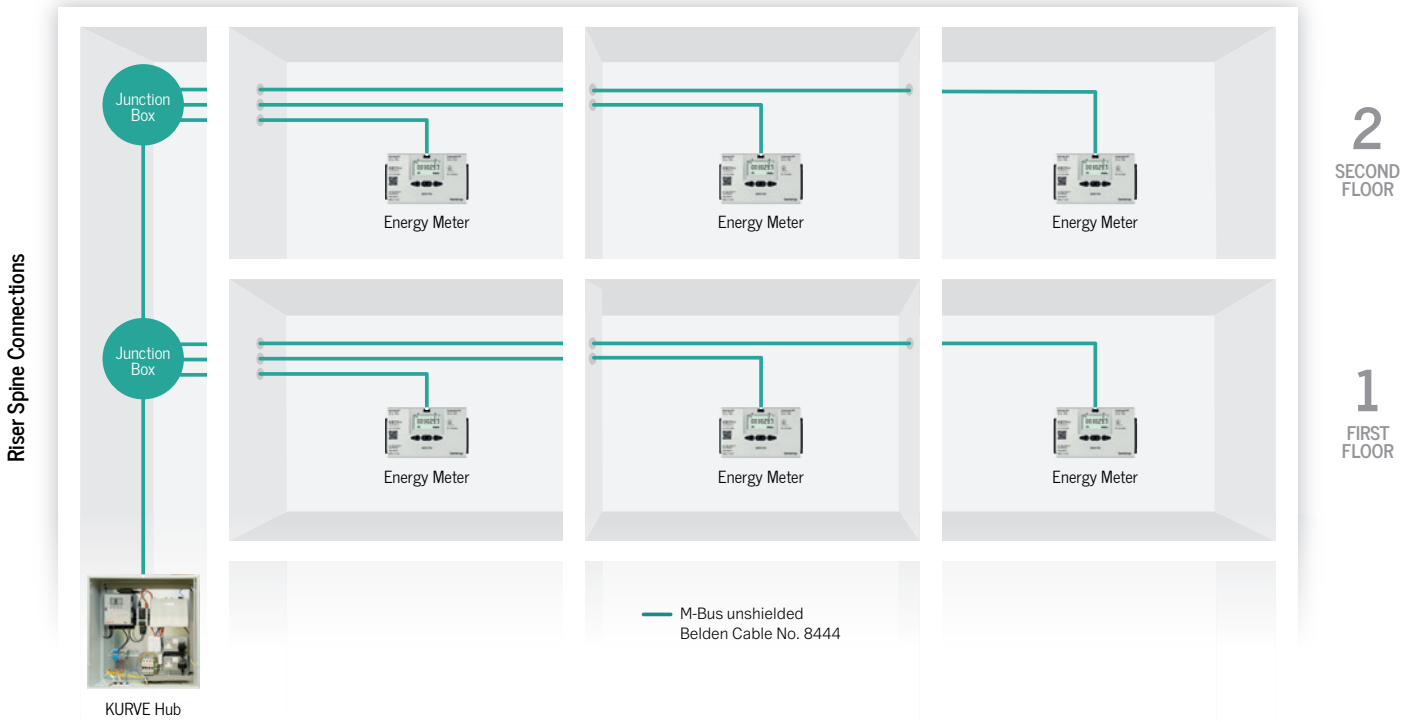 Riser Spine Connections
Junction
Box
Energy Meter
Energy Meter
Energy Meter
2
SECOND
FLOOR
Junction
Box
Energy Meter
Energy Meter
Energy Meter
1
FIRST
FLOOR
M-Bus unshielded
Belden Cable No. 8444
KURVE Hub